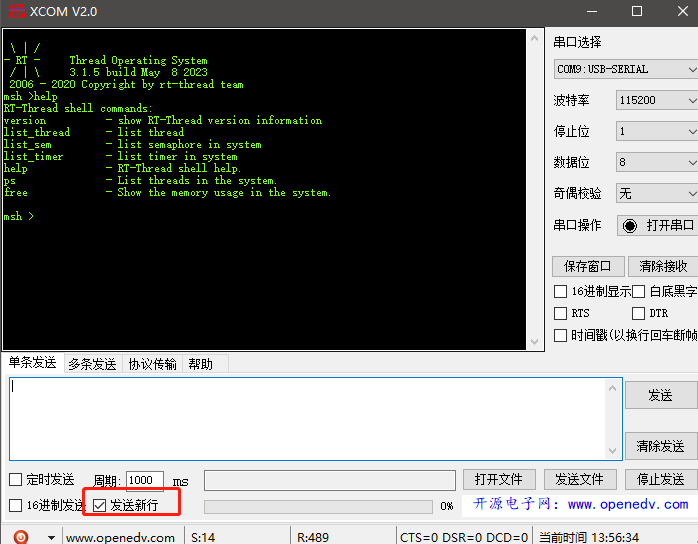 XCOM V2.0
\ | /
- RT -     Thread Operating System
/ | \     3.1.5 build May  8 2023
2006 - 2020 Copyright by rt-thread team
msh >help
RT-Thread shell commands:
version          - show RT-Thread version information
list_thread      - list thread
list_sem         - list semaphore in system
list_timer       - list timer in system
help             - RT-Thread shell help.
ps               - List threads in the system.
free             - Show the memory usage in the system.
msh >
串口选择
COM9:USB-SERIAL
波特率 115200
停止位 1
数据位 8
奇偶校验 无
串口操作 打开串口
保存窗口 清除接收
16进制显示 白底黑字
RTS DTR
时间戳(以换行回车断帧
单条发送 多条发送 协议传输 帮助
发送
清除发送
定时发送 周期: 1000 ms 打开文件 发送文件 停止发送
16进制发送 发送新行 0% 开源电子网: www.openedv.com
www.openedv.com S:14 R:489 CTS=0 DSR=0 DCD=0 当前时间 13:56:34